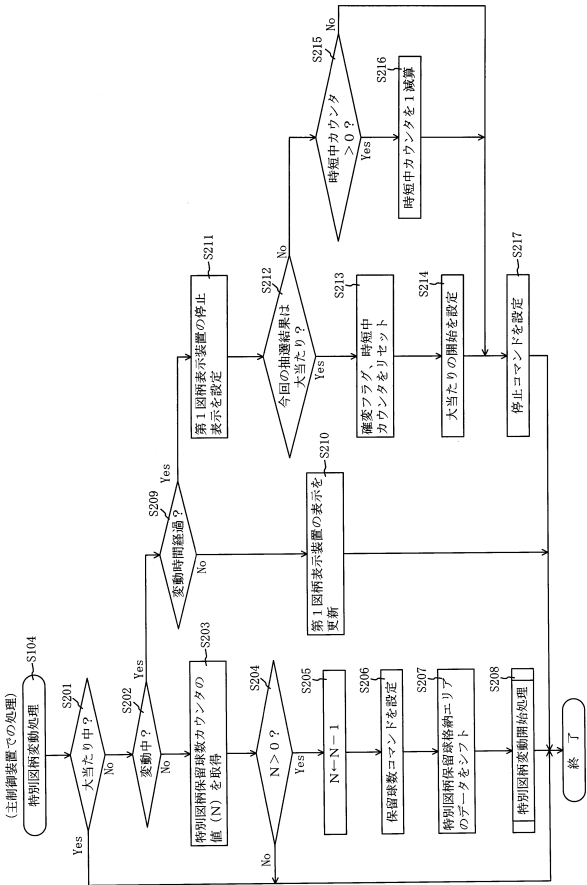 (主制御装置での処理)
特別図柄変動処理
S104
S201
大当たり中?
Yes
No
S202
変動中?
Yes
No
S203
特別図柄保留球数カウンタの
値(N)を取得
S204
N>0?
No
Yes
S205
N←N-1
S206
保留球数コマンドを設定
S207
特別図柄保留球格納エリア
のデータをシフト
S208
特別図柄変動開始処理
S209
変動時間経過?
Yes
No
S210
第1図柄表示装置の表示を
更新
S211
第1図柄表示装置の停止
表示を設定
S212
今回の抽選結果は
大当たり?
No
Yes
S213
確変フラグ、時短中
カウンタをリセット
S214
大当たりの開始を設定
S215
時短中カウンタ
>0?
No
Yes
S216
時短中カウンタを1減算
S217
停止コマンドを設定
終了